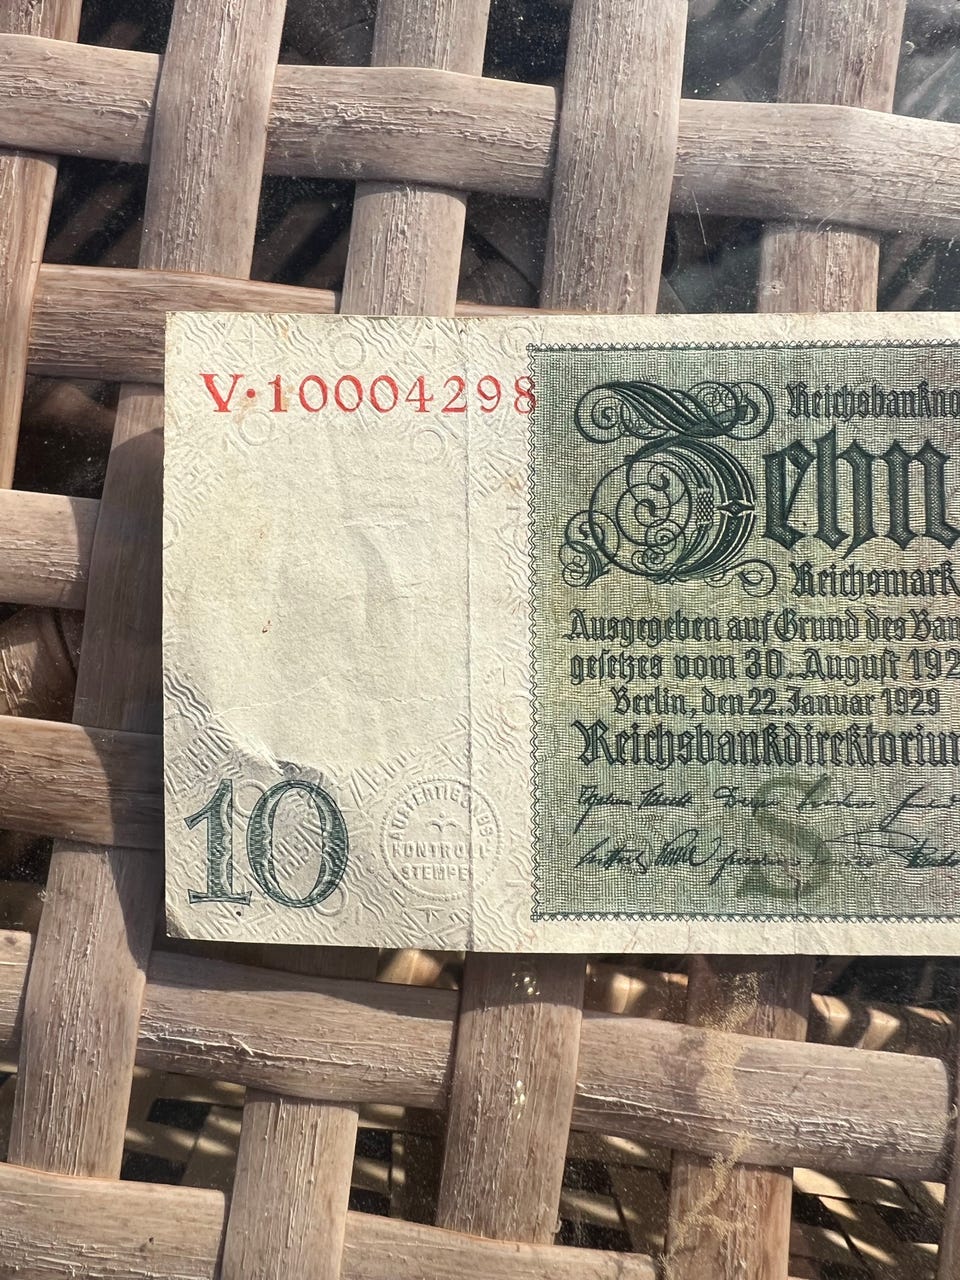 V·10004298
Reichsbankno
Zehn
Reichsmark
Ausgegeben auf Grund des Ban
gesetzes vom 30. August 192
Berlin, den 22. Januar 1929
Reichsbankdirektorium
S
10
KONTROLL
STEMPEL